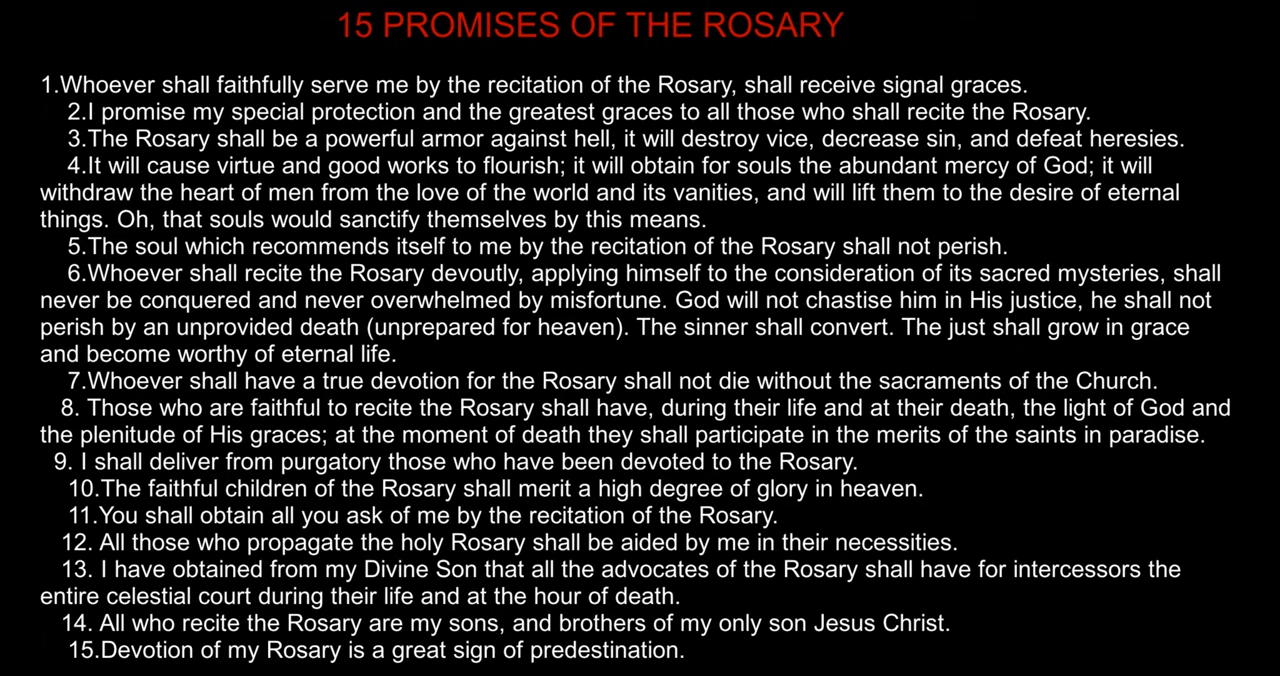 15 PROMISES OF THE ROSARY
1.Whoever shall faithfully serve me by the recitation of the Rosary, shall receive signal graces.
2.I promise my special protection and the greatest graces to all those who shall recite the Rosary.
3.The Rosary shall be a powerful armor against hell, it will destroy vice, decrease sin, and defeat heresies.
4.It will cause virtue and good works to flourish; it will obtain for souls the abundant mercy of God; it will
withdraw the heart of men from the love of the world and its vanities, and will lift them to the desire of eternal
things. Oh, that souls would sanctify themselves by this means.
5.The soul which recommends itself to me by the recitation of the Rosary shall not perish.
6.Whoever shall recite the Rosary devoutly, applying himself to the consideration of its sacred mysteries, shall
never be conquered and never overwhelmed by misfortune. God will not chastise him in His justice, he shall not
perish by an unprovided death (unprepared for heaven). The sinner shall convert. The just shall grow in grace
and become worthy of eternal life.
7.Whoever shall have a true devotion for the Rosary shall not die without the sacraments of the Church.
8. Those who are faithful to recite the Rosary shall have, during their life and at their death, the light of God and
the plenitude of His graces; at the moment of death they shall participate in the merits of the saints in paradise.
9. I shall deliver from purgatory those who have been devoted to the Rosary.
10.The faithful children of the Rosary shall merit a high degree of glory in heaven.
11.You shall obtain all you ask of me by the recitation of the Rosary.
12. All those who propagate the holy Rosary shall be aided by me in their necessities.
13. I have obtained from my Divine Son that all the advocates of the Rosary shall have for intercessors the
entire celestial court during their life and at the hour of death.
14. All who recite the Rosary are my sons, and brothers of my only son Jesus Christ.
15.Devotion of my Rosary is a great sign of predestination.